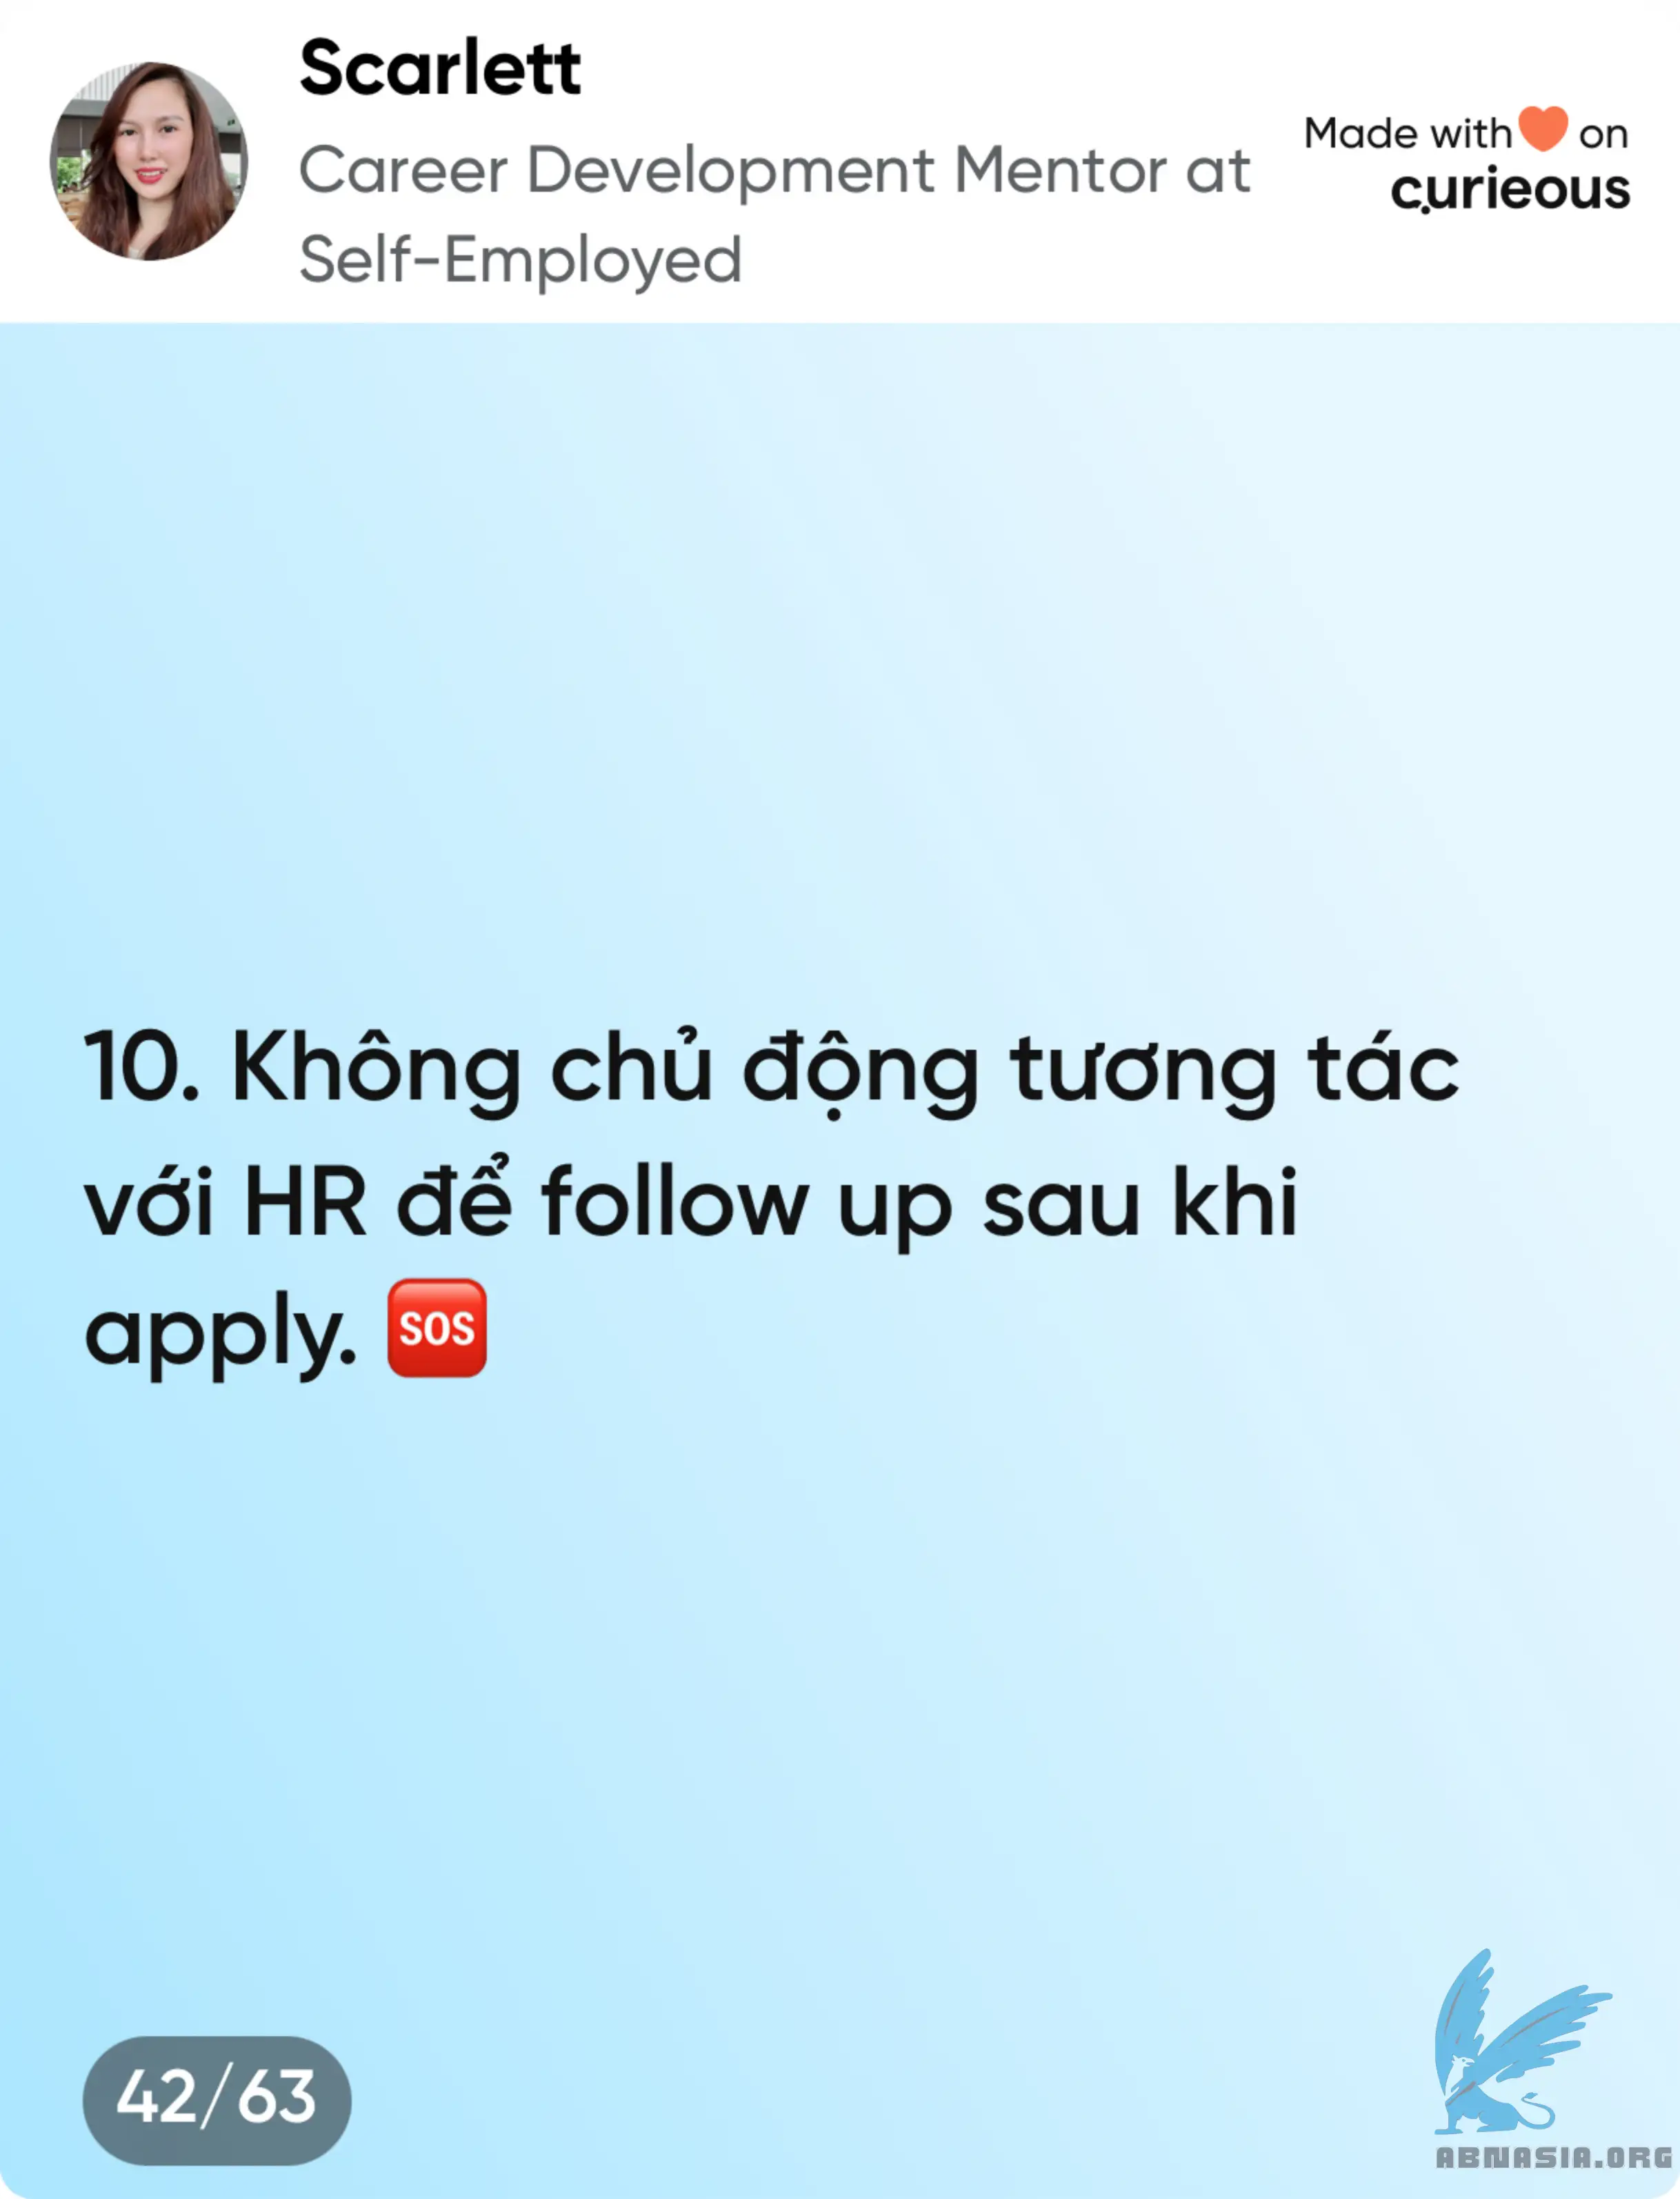 Scarlett
Career Development Mentor at
Self-Employed
Made with🧡on
curieous
10. Không chủ động tương tác
với HR để follow up sau khi
apply. 🆘
42/63
ABNASIA.ORG